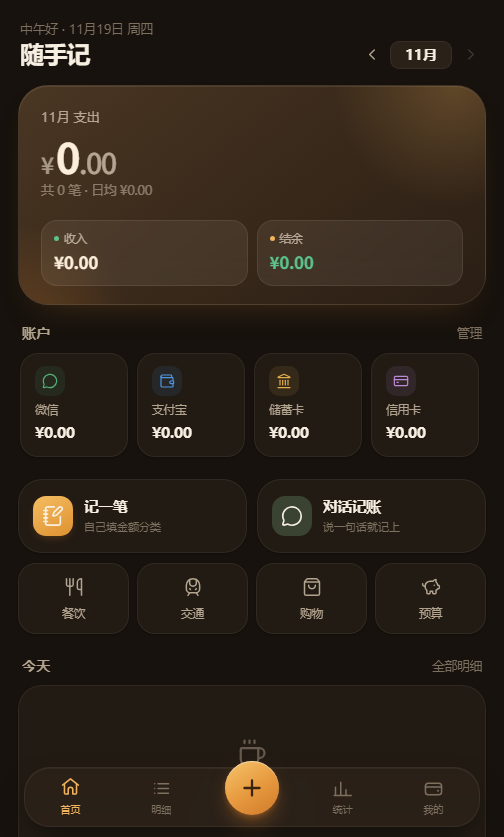 中午好 · 11月19日 周四
随手记
11月
11月 支出
¥0.00
共 0 笔 · 日均 ¥0.00
收入
¥0.00
结余
¥0.00
账户
管理
微信
¥0.00
支付宝
¥0.00
储蓄卡
¥0.00
信用卡
¥0.00
记一笔
自己填金额分类
对话记账
说一句话就记上
餐饮
交通
购物
预算
今天
全部明细
首页
明细
统计
我的